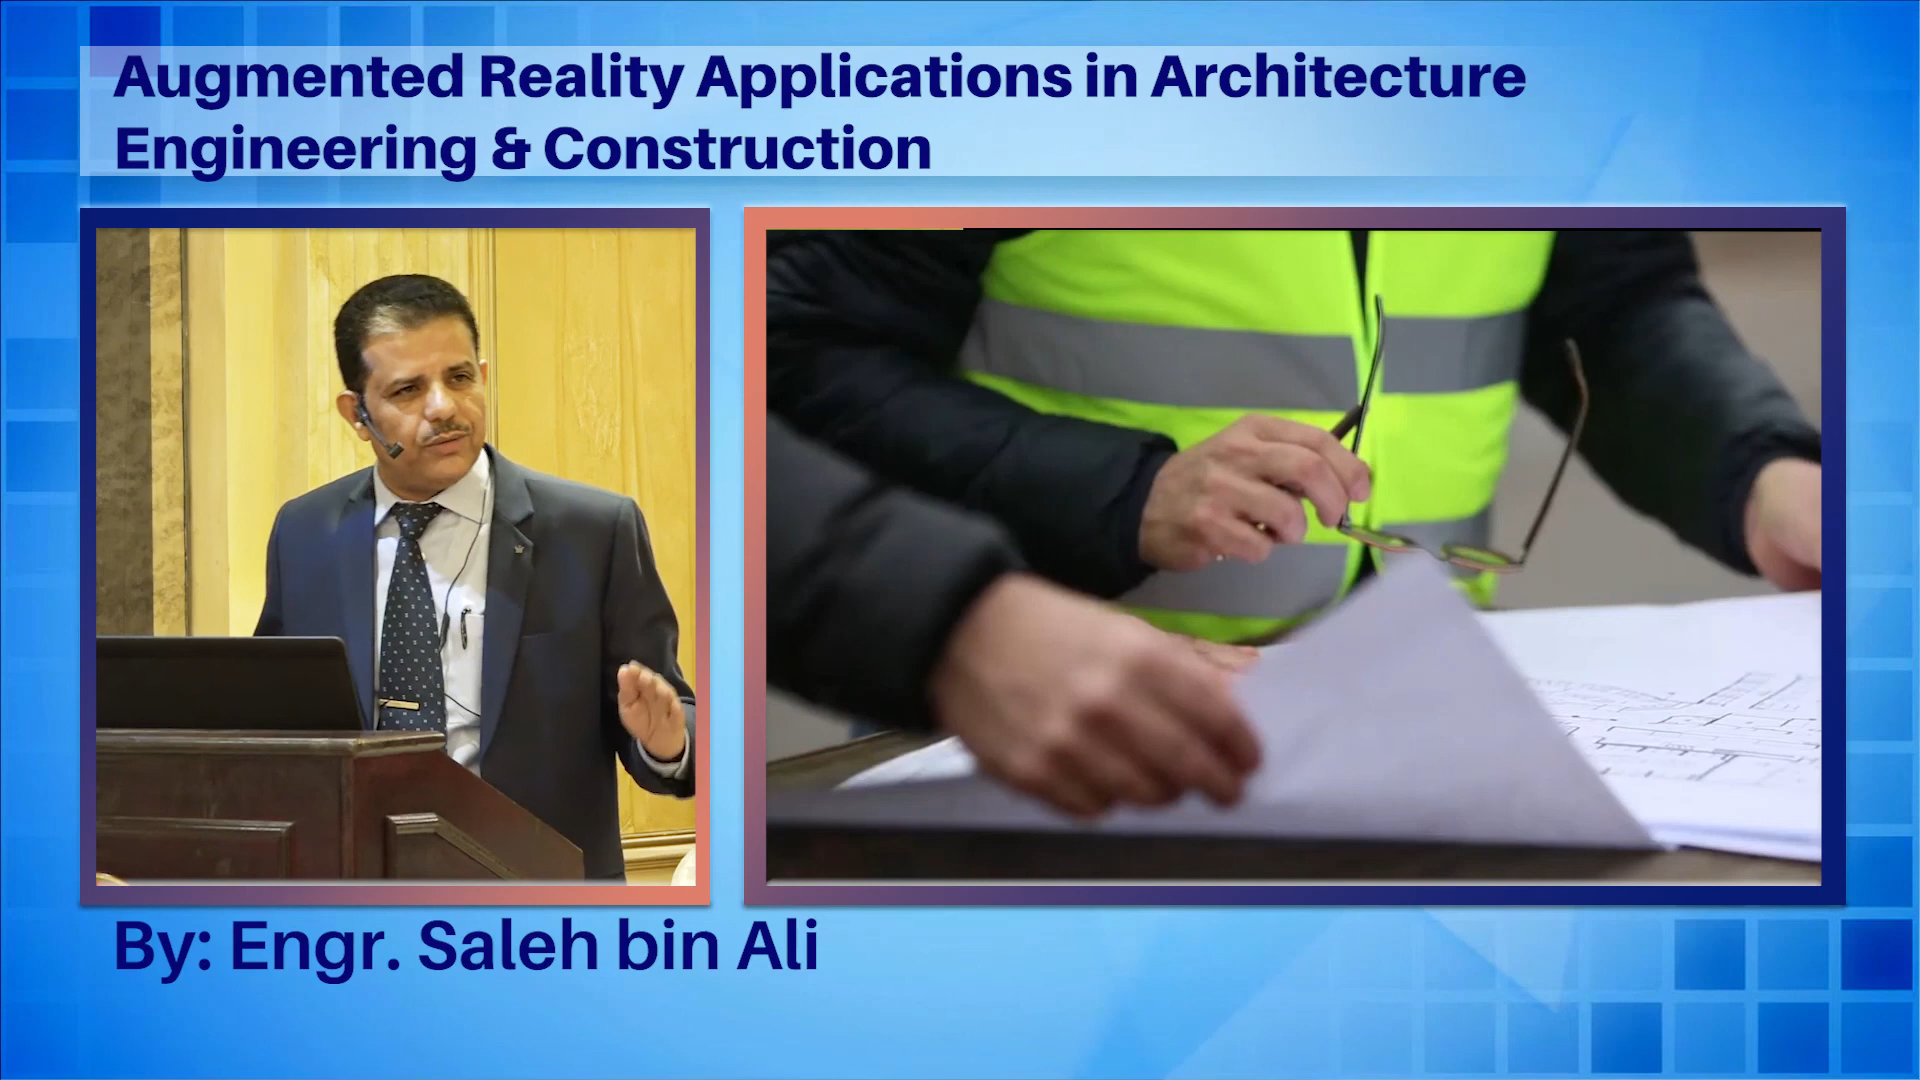 Augmented Reality Applications in Architecture
Engineering & Construction
By: Engr. Saleh bin Ali